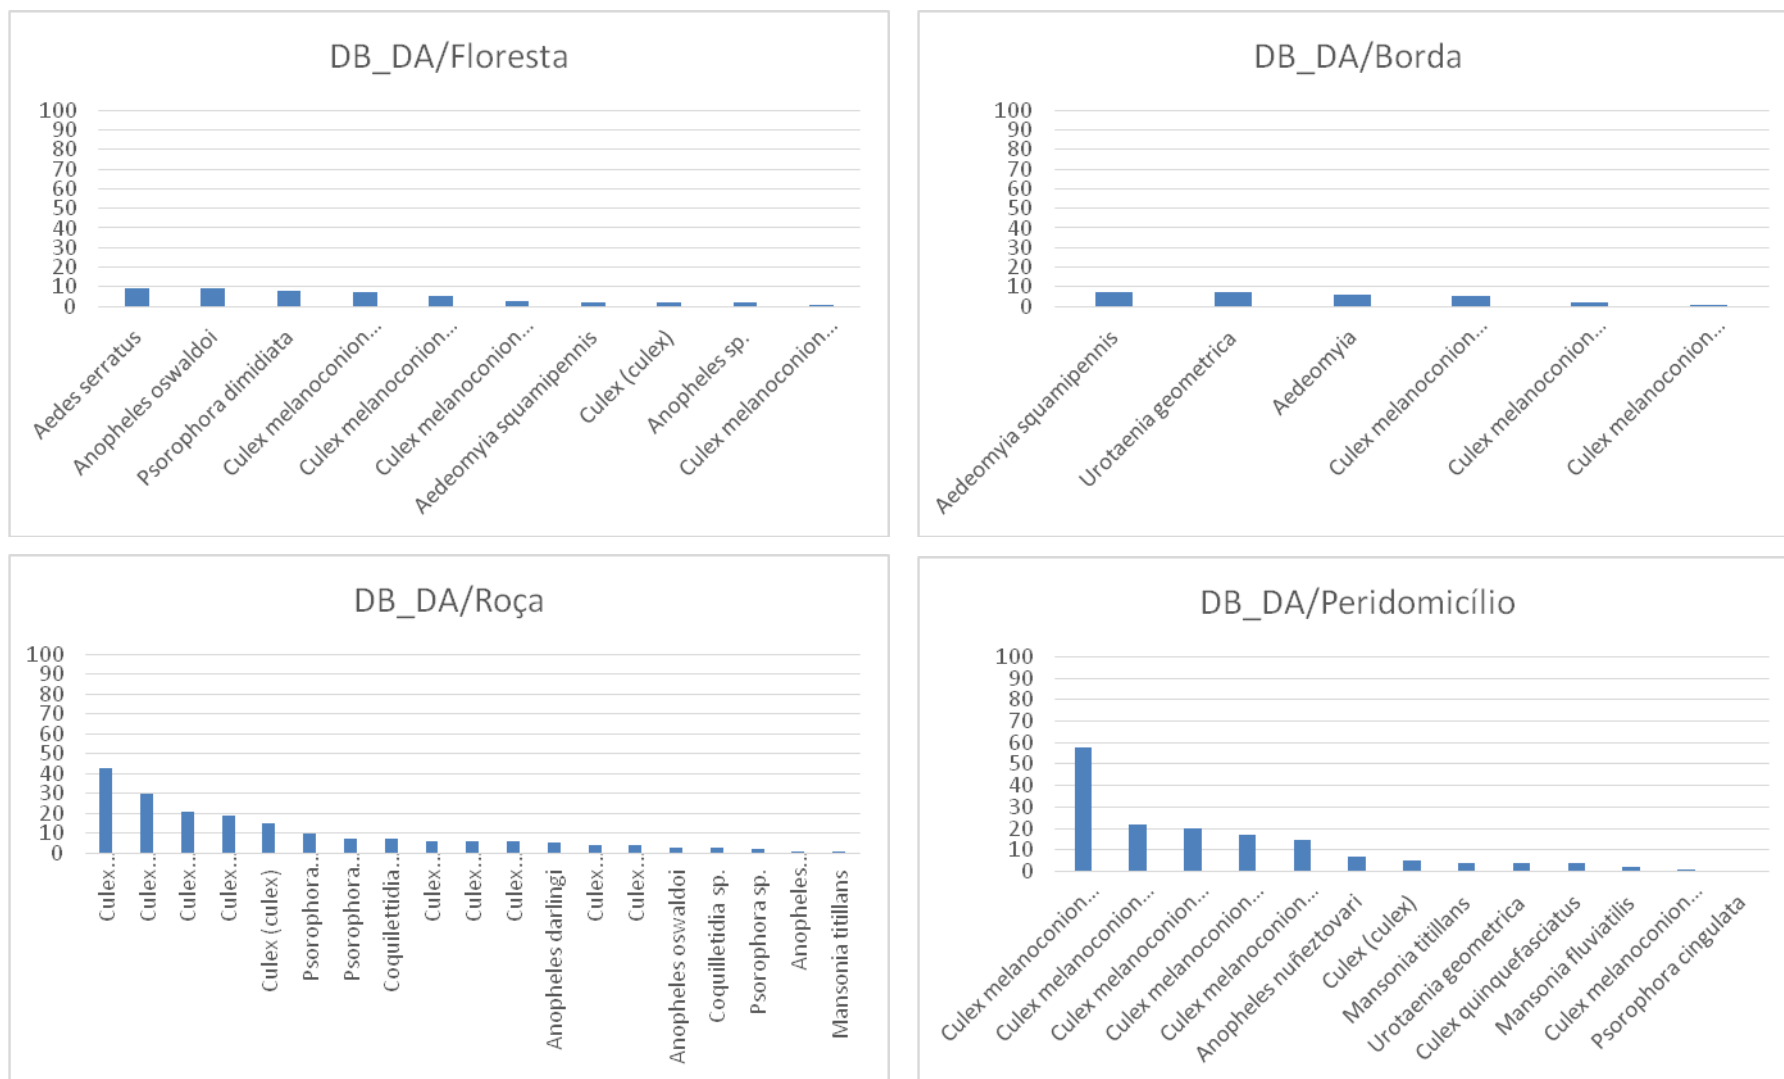 DB_DA/Floresta
100
90
80
70
60
50
40
30
20
10
0
Aedes serratus
Anopheles oswaldoi
Psorophora dimidiata
Culex melanoconion...
Culex melanoconion...
Culex melanoconion...
Aedeomyia squamipennis
Culex (culex)
Anopheles sp.
Culex melanoconion...
DB_DA/Borda
100
90
80
70
60
50
40
30
20
10
0
Aedeomyia squamipennis
Urotaenia geometrica
Aedeomyia
Culex melanoconion...
Culex melanoconion...
Culex melanoconion...
DB_DA/Roça
100
90
80
70
60
50
40
30
20
10
0
Culex...
Culex...
Culex...
Culex...
Culex (culex)
Psorophora...
Psorophora...
Coquilettidia...
Culex...
Culex...
Culex...
Anopheles darlingi
Culex...
Culex...
Anopheles oswaldoi
Coquilletidia sp.
Psorophora sp.
Anopheles...
Mansonia titillans
DB_DA/Peridomicílio
100
90
80
70
60
50
40
30
20
10
0
Culex melanoconion...
Culex melanoconion...
Culex melanoconion...
Culex melanoconion...
Culex melanoconion...
Anopheles nuñeztovari
Culex (culex)
Mansonia titillans
Urotaenia geometrica
Culex quinquefasciatus
Mansonia fluviatilis
Culex melanoconion...
Psorophora cingulata